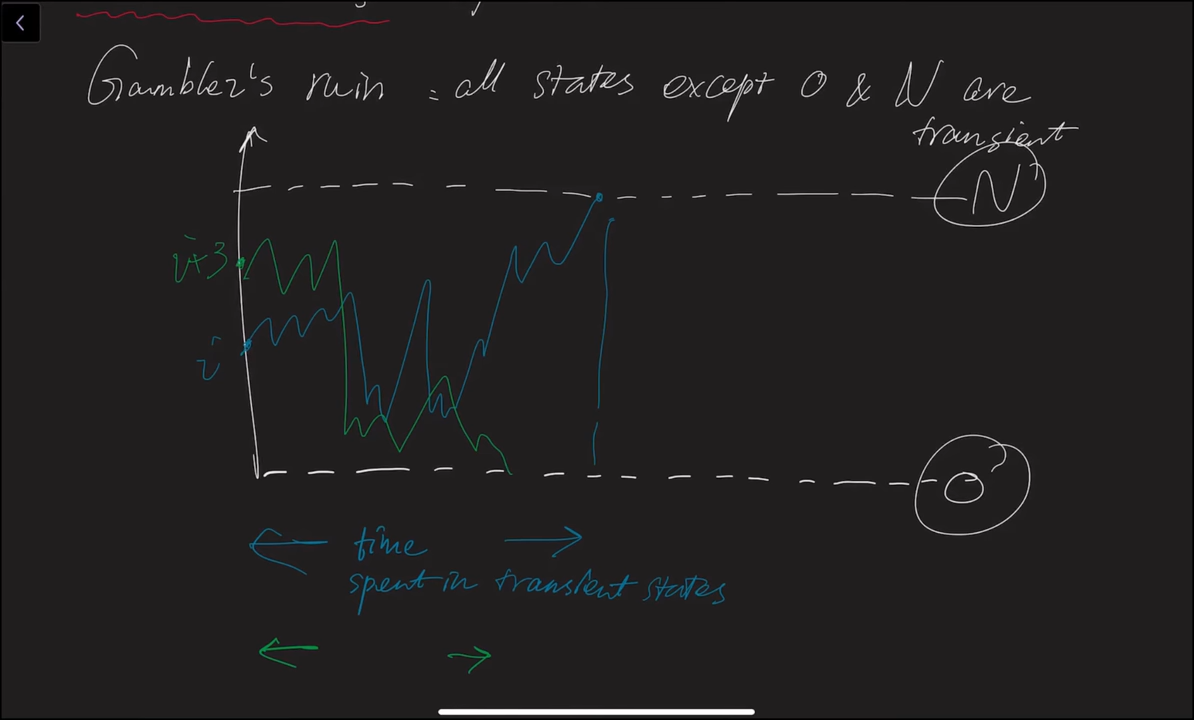 Gambler's ruin : all states except 0 & N are
transient
N
i+3
i
0
time
spent in transient states